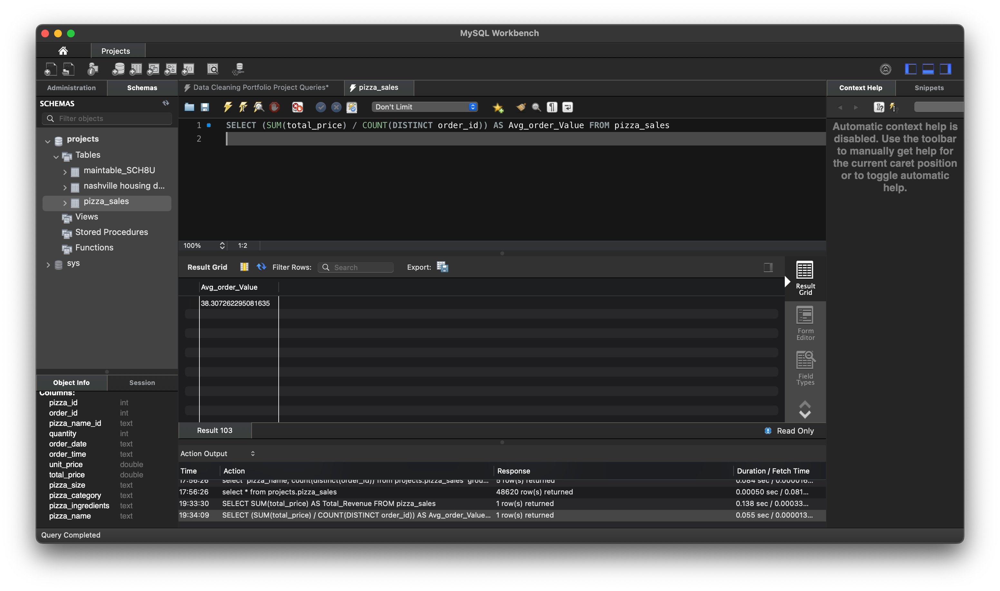 MySQL Workbench
Projects
Administration
Schemas
Data Cleaning Portfolio Project Queries*
pizza_sales
Context Help
Snippets
SCHEMAS
Don't Limit
Filter objects
1 SELECT (SUM(total_price) / COUNT(DISTINCT order_id)) AS Avg_order_Value FROM pizza_sales
2
projects
Tables
maintable_SCH8U
nashville housing d...
pizza_sales
Views
Stored Procedures
Functions
sys
Automatic context help is
disabled. Use the toolbar
to manually get help for
the current caret position
or to toggle automatic
help.
100% 1:2
Result Grid Filter Rows: Search Export:
Avg_order_Value
38.307262295081635
Result
Grid
Form
Editor
Field
Types
Result 103
Read Only
Object Info
Session
Columns:
pizza_id int
order_id int
pizza_name_id text
quantity int
order_date text
order_time text
unit_price double
total_price double
pizza_size text
pizza_category text
pizza_ingredients text
pizza_name text
Action Output
Time Action Response Duration / Fetch Time
17:56:26 select pizza_name, count(distinct(order_id)) from projects.pizza_sales grou... 5 row(s) returned 0.084 sec / 0.000016...
17:56:26 select * from projects.pizza_sales 48620 row(s) returned 0.00050 sec / 0.081...
19:33:30 SELECT SUM(total_price) AS Total_Revenue FROM pizza_sales 1 row(s) returned 0.138 sec / 0.00033...
19:34:09 SELECT (SUM(total_price) / COUNT(DISTINCT order_id)) AS Avg_order_Value... 1 row(s) returned 0.055 sec / 0.000013...
Query Completed